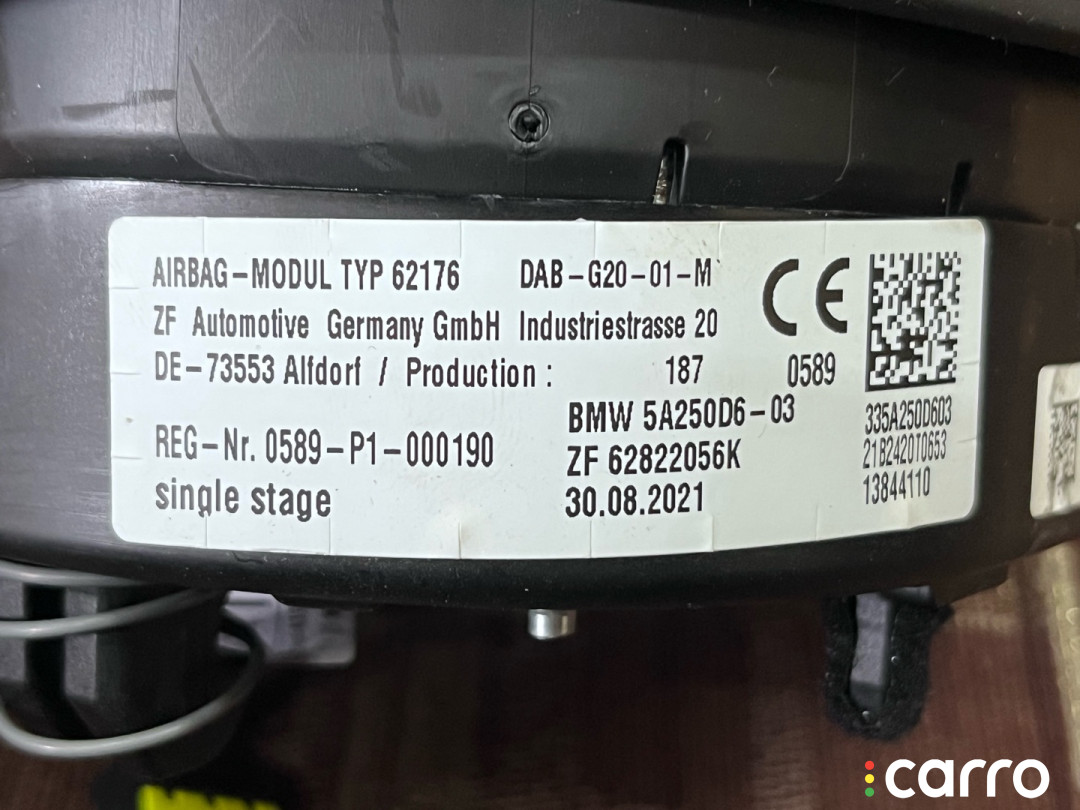 AIRBAG-MODUL TYP 62176 DAB-G20-01-M
ZF Automotive Germany GmbH Industriestrasse 20
DE-73553 Alfdorf / Production : 187 0589
CE
BMW 5A250D6-03
REG-Nr. 0589-P1-000190
ZF 62822056K
single stage
30.08.2021
335A250D603
21B2420T0653
13844110
carro